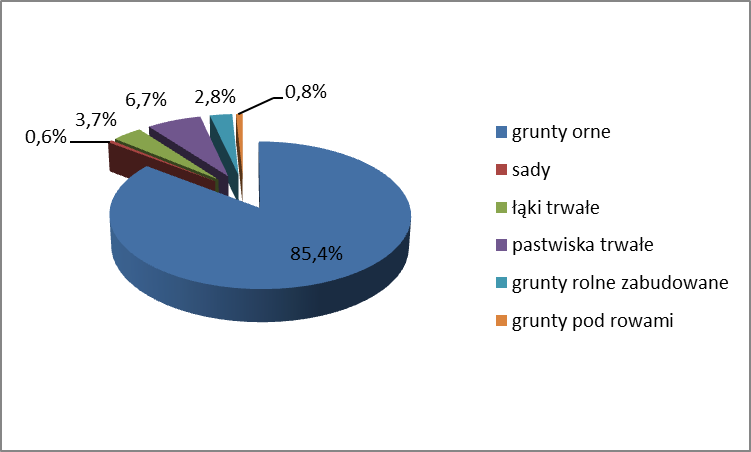 0,8%
2,8%
6,7%
3,7%
0,6%
85,4%
grunty orne
sady
łąki trwałe
pastwiska trwałe
grunty rolne zabudowane
grunty pod rowami